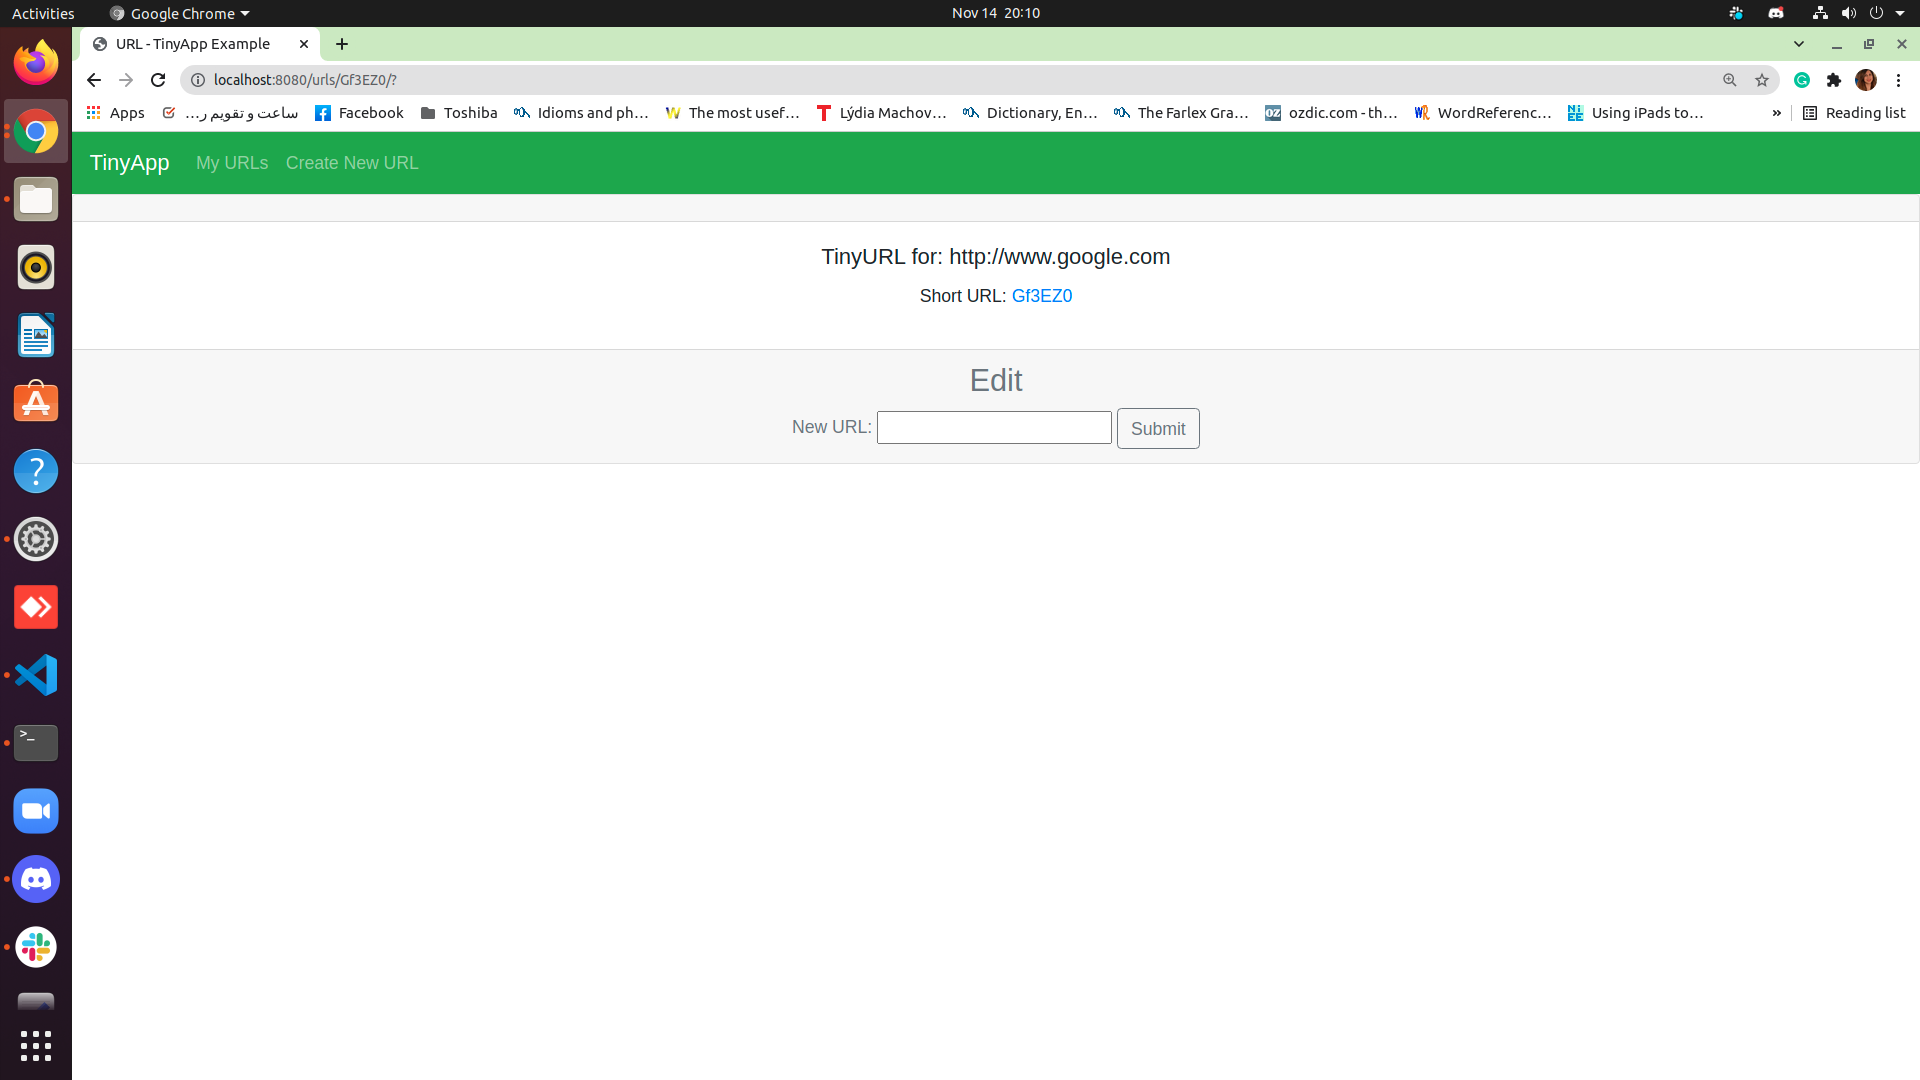 Activities Google Chrome Nov 14 20:10
URL - TinyApp Example
localhost:8080/urls/Gf3EZ0/?
Apps ساعت و تقویم ر... Facebook Toshiba Idioms and ph... The most usef... Lýdia Machov... Dictionary, En... The Farlex Gra... ozdic.com - th... WordReferenc... Using iPads to... » Reading list
TinyApp My URLs Create New URL
TinyURL for: http://www.google.com
Short URL: Gf3EZ0
Edit
New URL: Submit